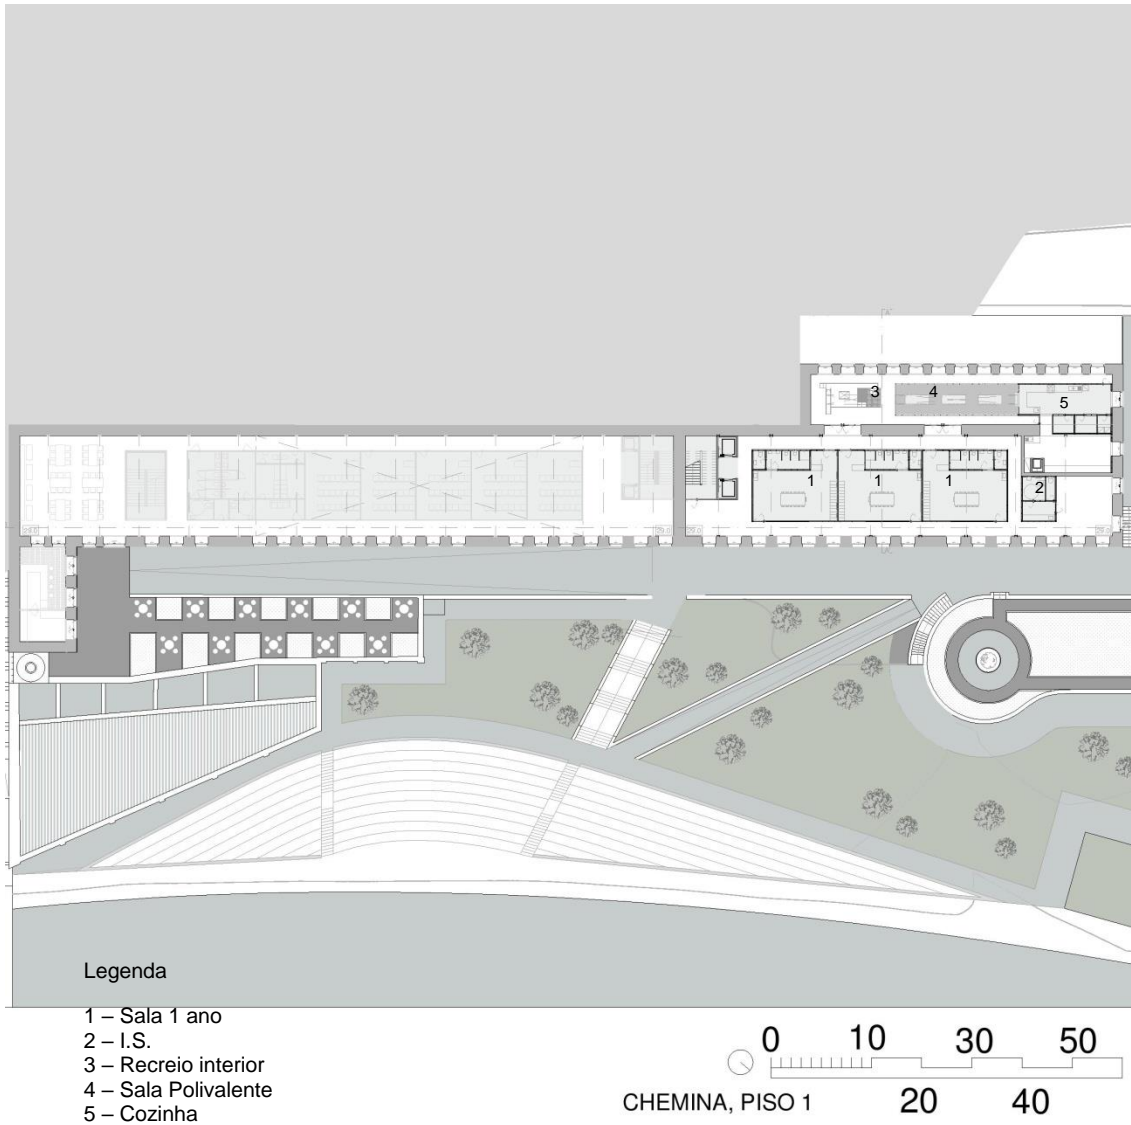 3
4
5
1
1
1
2
Legenda
1 – Sala 1 ano
2 – I.S.
3 – Recreio interior
4 – Sala Polivalente
5 – Cozinha
0 10 30 50
CHEMINA, PISO 1
20 40